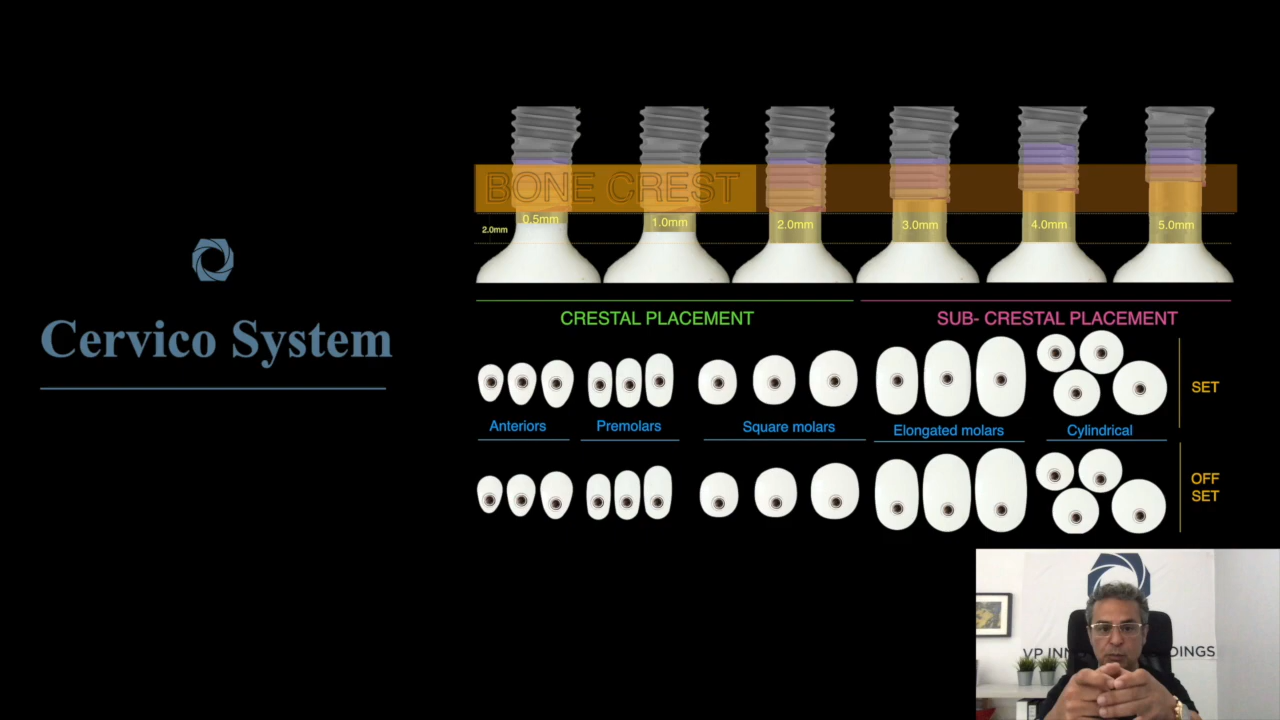 BONE CREST
0.5mm
1.0mm
2.0mm
3.0mm
4.0mm
5.0mm
2.0mm
Cervico System
CRESTAL PLACEMENT
SUB- CRESTAL PLACEMENT
SET
Anteriors
Premolars
Square molars
Elongated molars
Cylindrical
OFF
SET
VP INN
DINGS